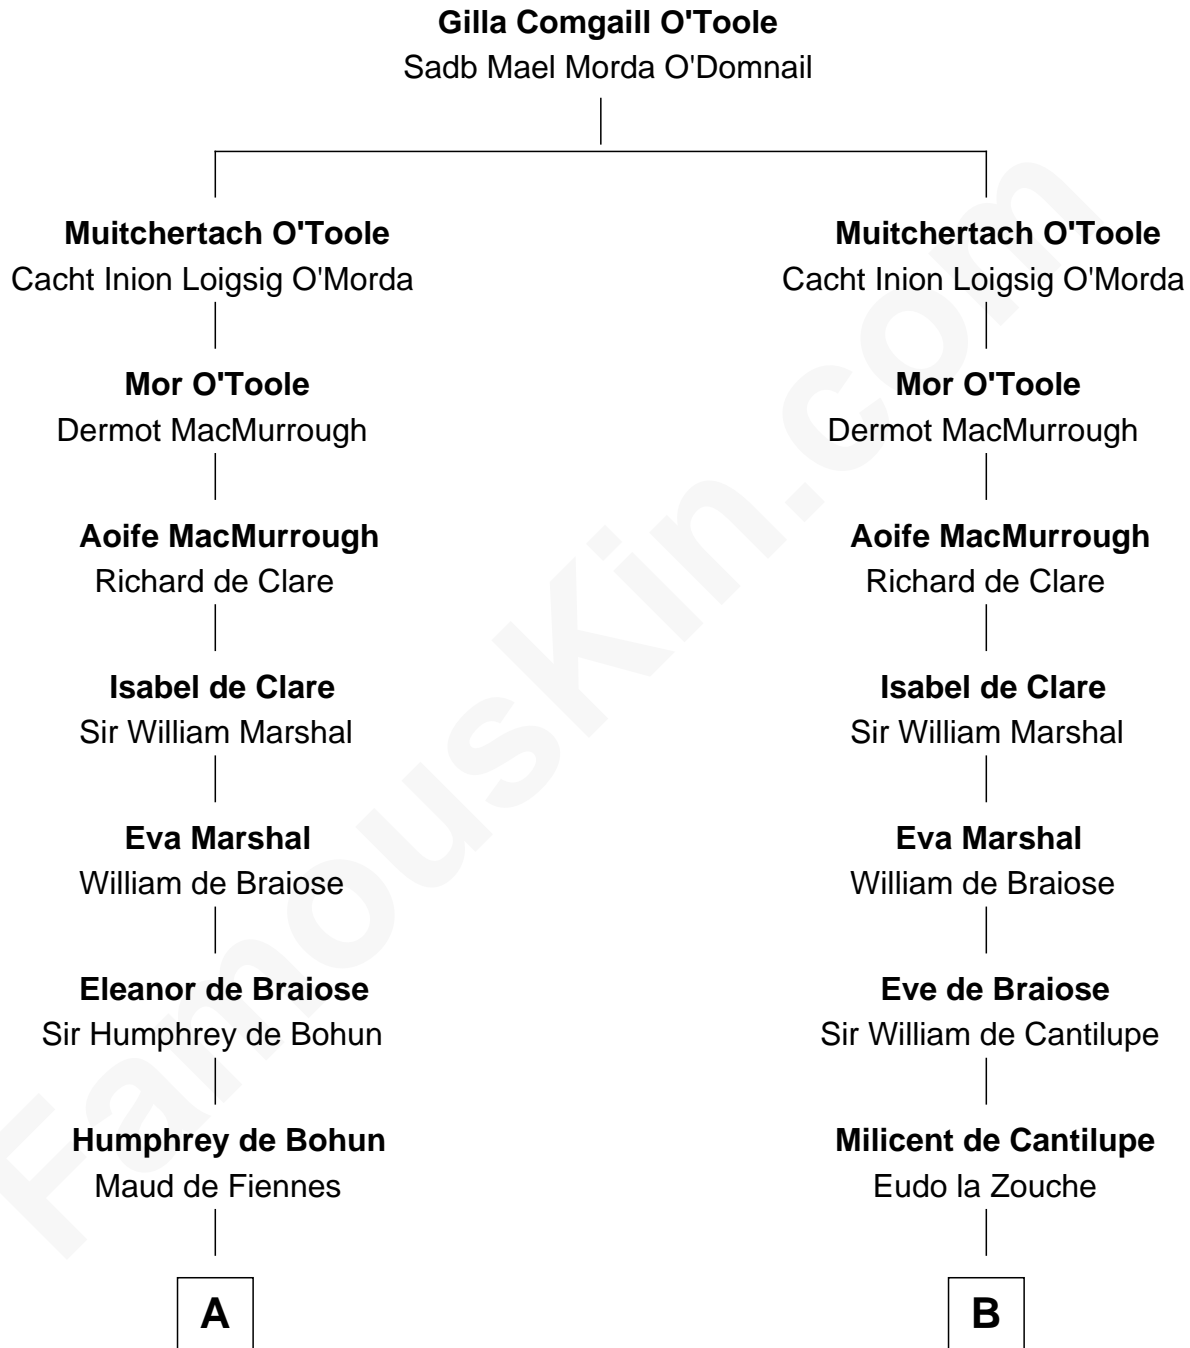 Gilla Comgaill O'Toole
Sadb Mael Morda O'Domnail
Muitchertach O'Toole
Cacht Inion Loigsig O'Morda
Mor O'Toole
Dermot MacMurrough
Aoife MacMurrough
Richard de Clare
Isabel de Clare
Sir William Marshal
Eva Marshal
William de Braiose
Eleanor de Braiose
Sir Humphrey de Bohun
Humphrey de Bohun
Maud de Fiennes
A
Muitchertach O'Toole
Cacht Inion Loigsig O'Morda
Mor O'Toole
Dermot MacMurrough
Aoife MacMurrough
Richard de Clare
Isabel de Clare
Sir William Marshal
Eva Marshal
William de Braiose
Eve de Braiose
Sir William de Cantilupe
Milicent de Cantilupe
Eudo la Zouche
B
FamousKin.com